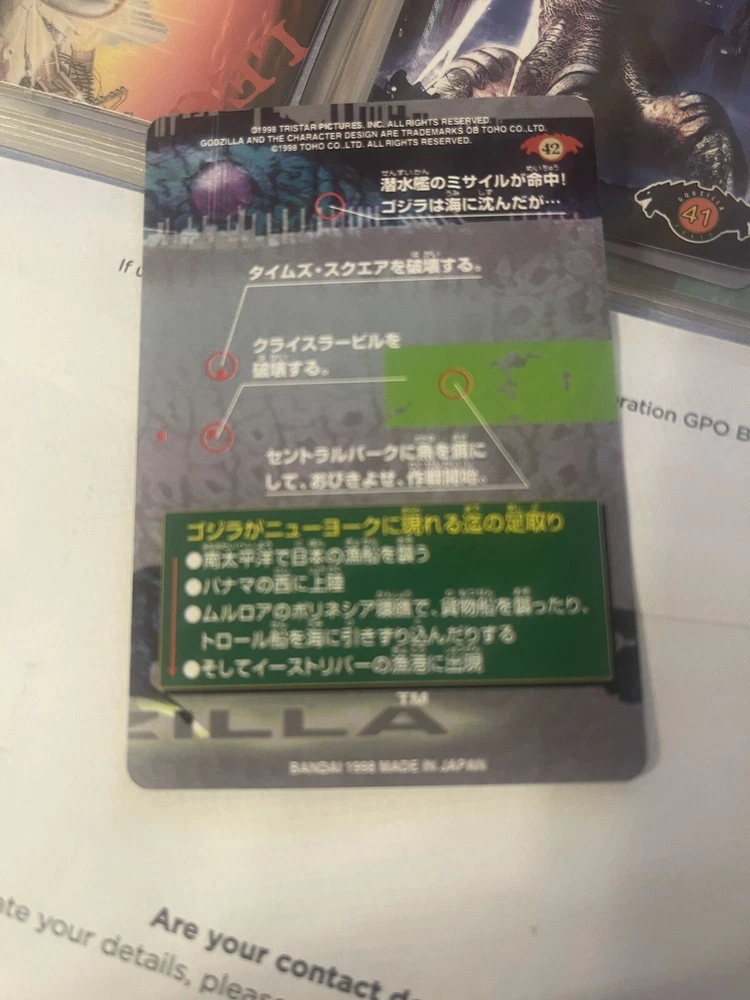 ©1998 TRISTAR PICTURES, INC. ALL RIGHTS RESERVED.
GODZILLA AND THE CHARACTER DESIGN ARE TRADEMARKS OB TOHO CO., LTD.
©1998 TOHO CO., LTD. ALL RIGHTS RESERVED.
42
潜水艦のミサイルが命中!
ゴジラは海に沈んだが…
41
タイムズ・スクエアを破壊する。
クライスラービルを
破壊する。
セントラルパークに魚を餌に
して、おびきよせ、作戦開始。
ゴジラがニューヨークに現れる迄の足取り
●南太平洋で日本の漁船を襲う
●パナマの西に上陸
●ムルロアのポリネシア環礁で、貨物船を襲ったり、
トロール船を海に引きずり込んだりする
●そしてイーストリバーの漁港に出現
ZILLA TM
BANDAI 1998 MADE IN JAPAN
If
ration GPO B
Are your contact de
ate your details, pleas